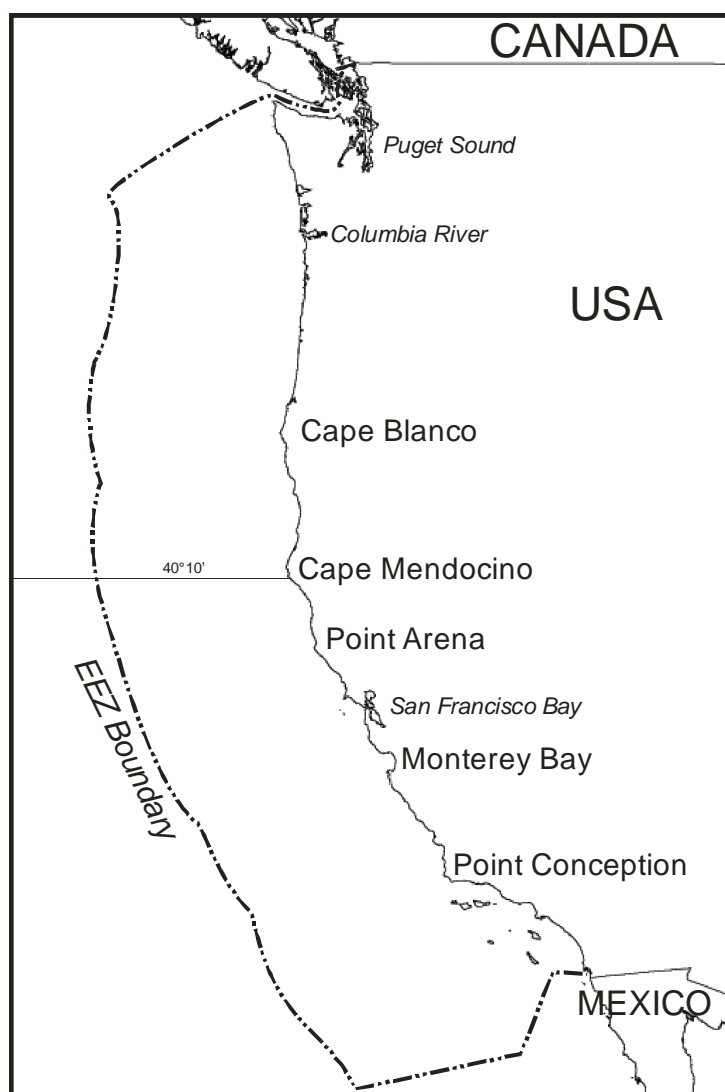 CANADA
Puget Sound
Columbia River
USA
Cape Blanco
40°10'
Cape Mendocino
Point Arena
EEZ Boundary
San Francisco Bay
Monterey Bay
Point Conception
MEXICO